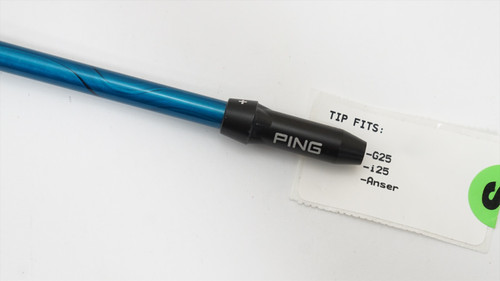 TIP FITS:
PING
-G25
-i25
-Anser
+
S